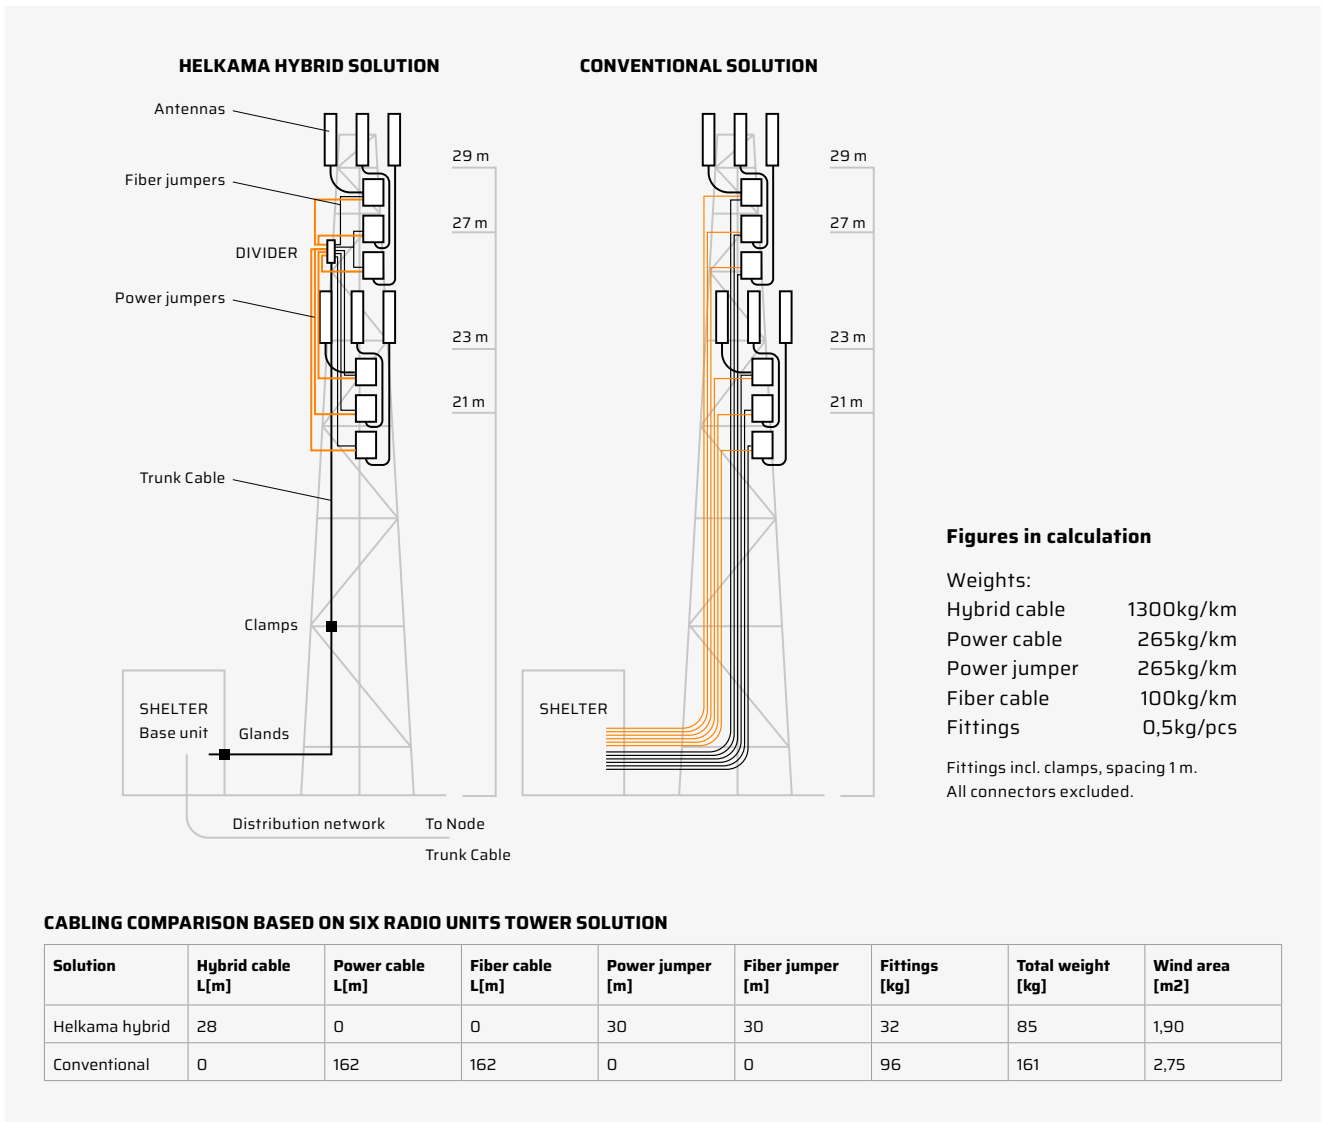 HELKAMA HYBRID SOLUTION
CONVENTIONAL SOLUTION
Antennas
29 m
29 m
Fiber jumpers
27 m
27 m
DIVIDER
Power jumpers
23 m
23 m
21 m
21 m
Trunk Cable
Clamps
SHELTER
Base unit
Glands
SHELTER
Distribution network
To Node
Trunk Cable
Figures in calculation
Weights:
Hybrid cable 1300kg/km
Power cable 265kg/km
Power jumper 265kg/km
Fiber cable 100kg/km
Fittings 0,5kg/pcs
Fittings incl. clamps, spacing 1 m.
All connectors excluded.
CABLING COMPARISON BASED ON SIX RADIO UNITS TOWER SOLUTION
Solution Hybrid cable Power cable Fiber cable Power jumper Fiber jumper Fittings Total weight Wind area
L[m] L[m] L[m] [m] [m] [kg] [kg] [m2]
Helkama hybrid 28 0 0 30 30 32 85 1,90
Conventional 0 162 162 0 0 96 161 2,75